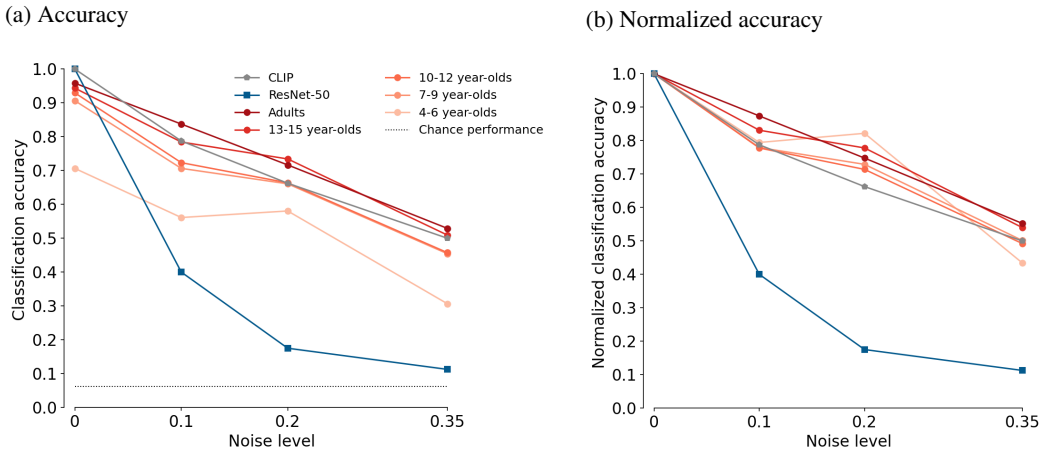 (a) Accuracy
1.0
0.9
0.8
0.7
0.6
0.5
0.4
0.3
0.2
0.1
0.0
Classification accuracy
CLIP
ResNet-50
Adults
13-15 year-olds
10-12 year-olds
7-9 year-olds
4-6 year-olds
Chance performance
0
0.1
0.2
0.35
Noise level
(b) Normalized accuracy
1.0
0.9
0.8
0.7
0.6
0.5
0.4
0.3
0.2
0.1
0.0
Normalized classification accuracy
0
0.1
0.2
0.35
Noise level